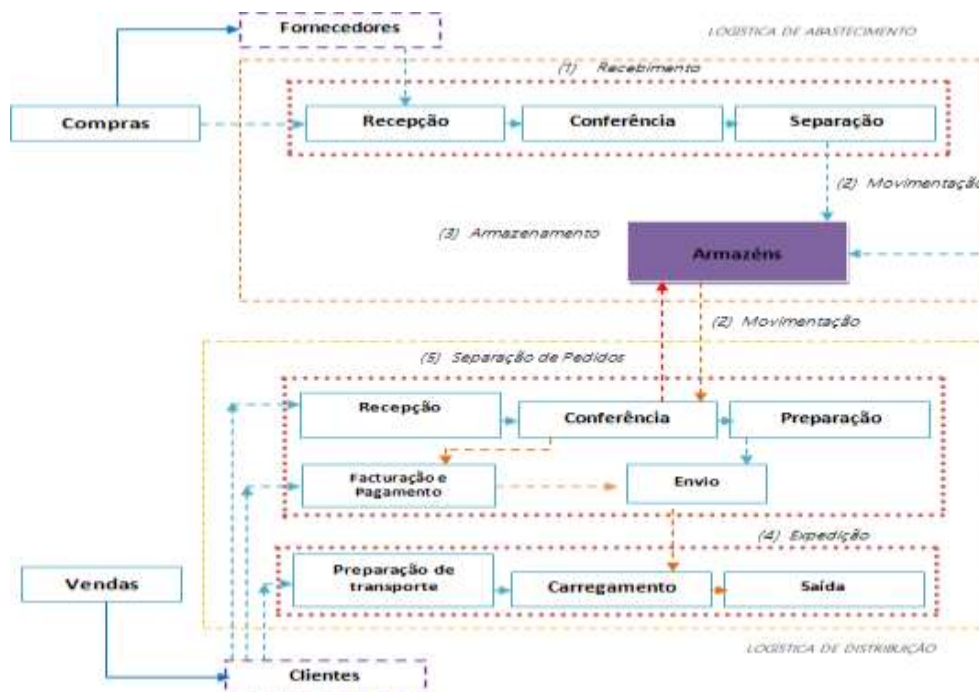 Fornecedores
LOGÍSTICA DE ABASTECIMENTO
(1) Recebimento
Compras
Recepção
Conferência
Separação
(2) Movimentação
(3) Armazenamento
Armazéns
(2) Movimentação
(5) Separação de Pedidos
Recepção
Conferência
Preparação
Facturação e
Pagamento
Envio
(4) Expedição
Vendas
Preparação de
transporte
Carregamento
Saída
LOGÍSTICA DE DISTRIBUIÇÃO
Clientes